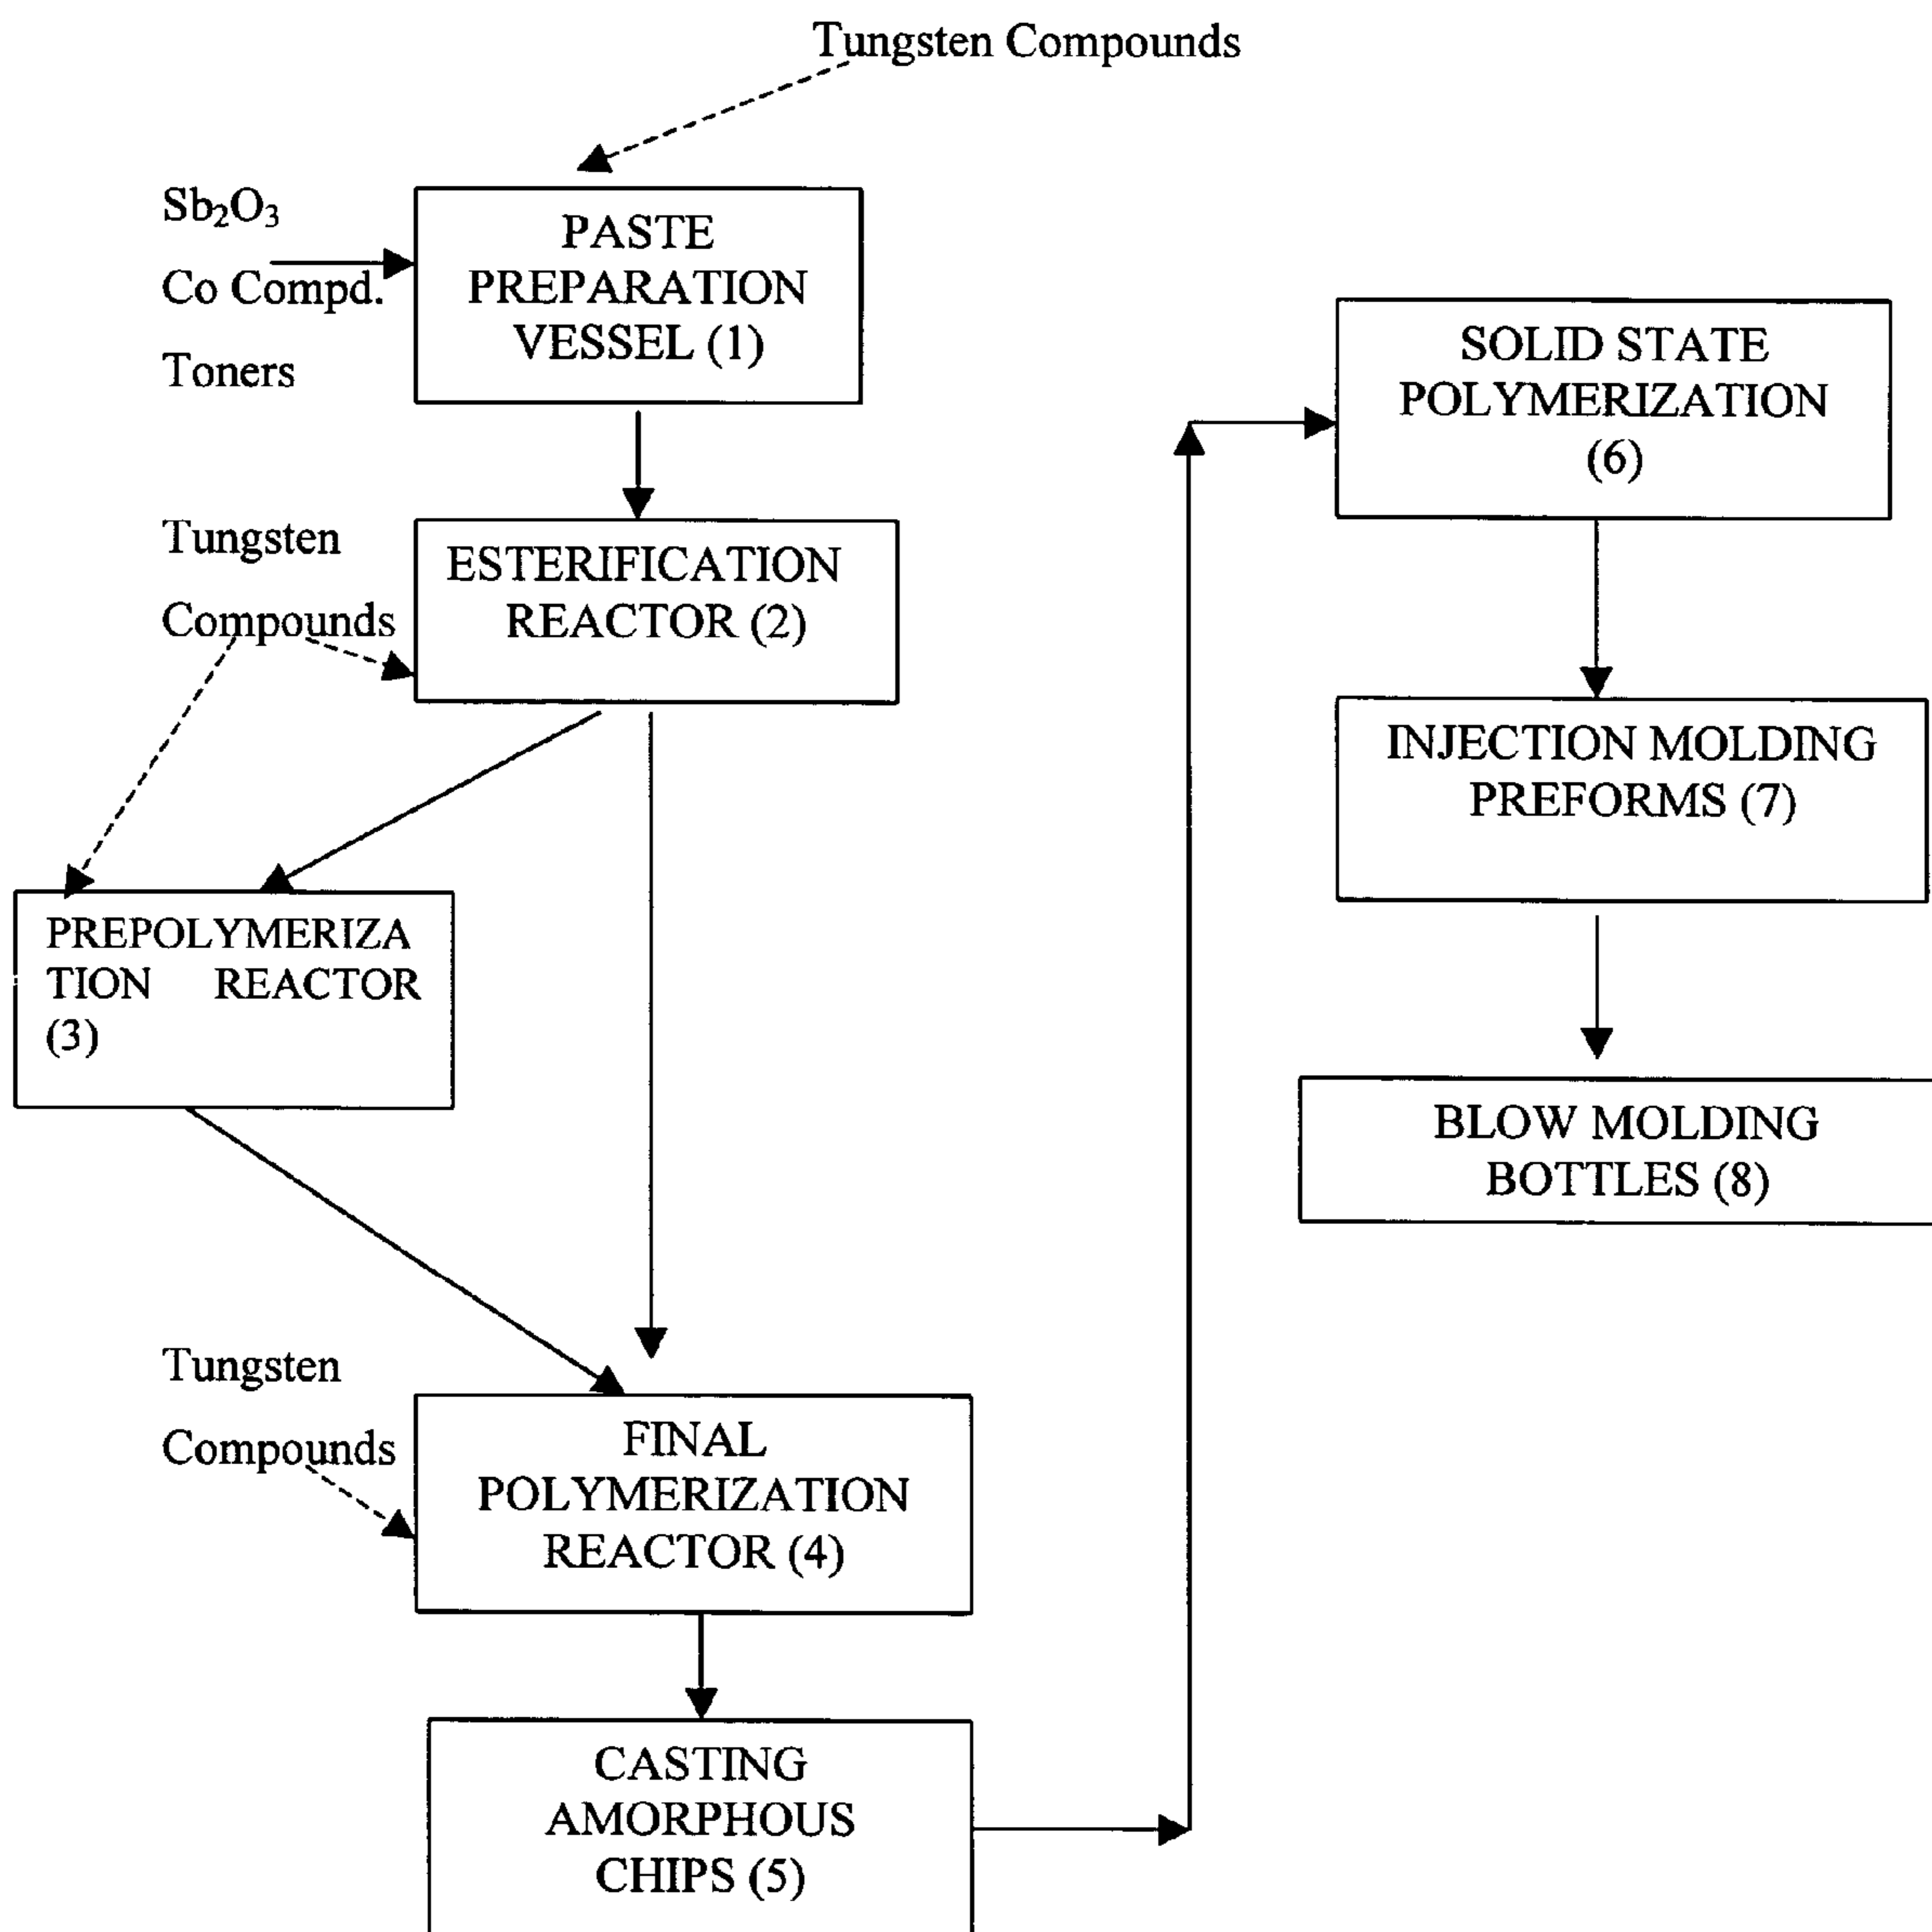 Tungsten Compounds
Sb₂O₃
Co Compd.
Toners
PASTE
PREPARATION
VESSEL (1)
Tungsten
Compounds
ESTERIFICATION
REACTOR (2)
PREPOLYMERIZA
TION REACTOR
(3)
Tungsten
Compounds
FINAL
POLYMERIZATION
REACTOR (4)
CASTING
AMORPHOUS
CHIPS (5)
SOLID STATE
POLYMERIZATION
(6)
INJECTION MOLDING
PREFORMS (7)
BLOW MOLDING
BOTTLES (8)